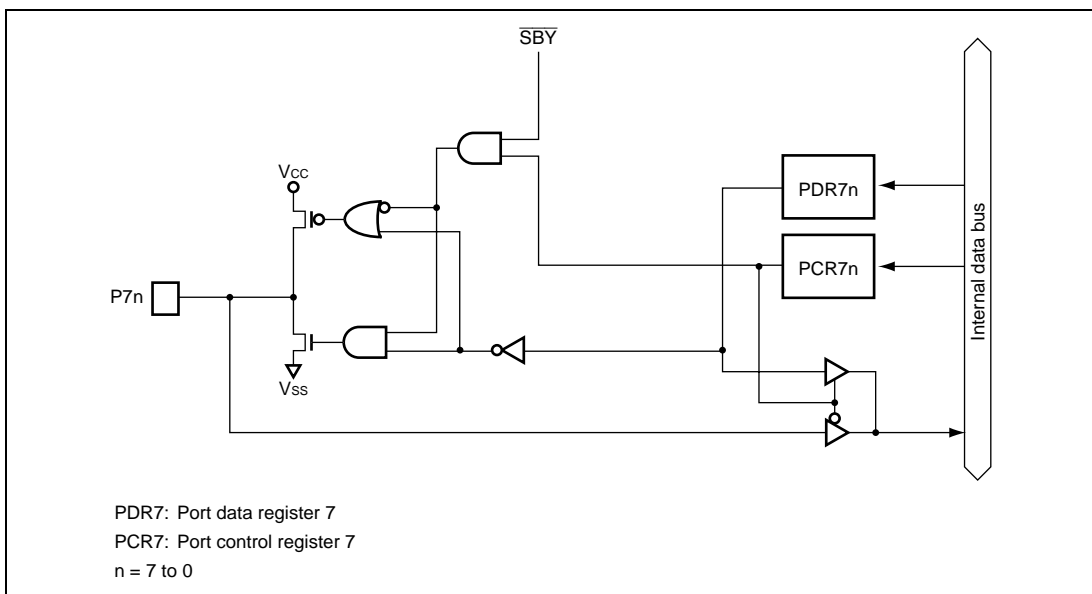 SBY
PDR7n
VCC
PCR7n
Internal data bus
P7n
VSS
PDR7: Port data register 7
PCR7: Port control register 7
n = 7 to 0